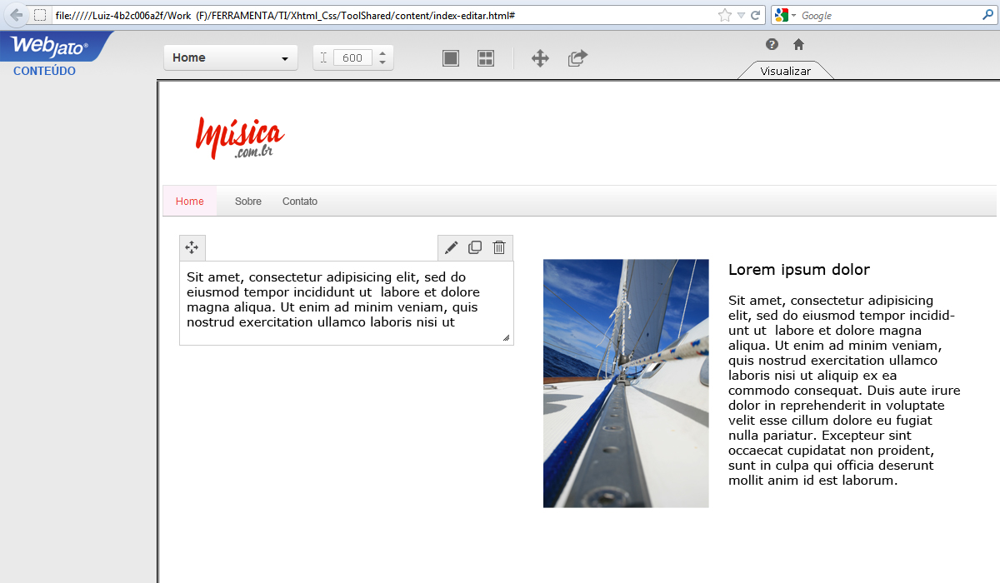 file://///Luiz-4b2c006a2f/Work (F)/FERRAMENTA/TI/Xhtml_Css/ToolShared/content/index-editar.html#
Google
Webjato®
CONTEÚDO
Home
600
Visualizar
música
.com.br
Home
Sobre
Contato
Sit amet, consectetur adipisicing elit, sed do
eiusmod tempor incididunt ut  labore et dolore
magna aliqua. Ut enim ad minim veniam, quis
nostrud exercitation ullamco laboris nisi ut
Lorem ipsum dolor
Sit amet, consectetur adipisicing
elit, sed do eiusmod tempor incidid-
unt ut  labore et dolore magna
aliqua. Ut enim ad minim veniam,
quis nostrud exercitation ullamco
laboris nisi ut aliquip ex ea
commodo consequat. Duis aute irure
dolor in reprehenderit in voluptate
velit esse cillum dolore eu fugiat
nulla pariatur. Excepteur sint
occaecat cupidatat non proident,
sunt in culpa qui officia deserunt
mollit anim id est laborum.